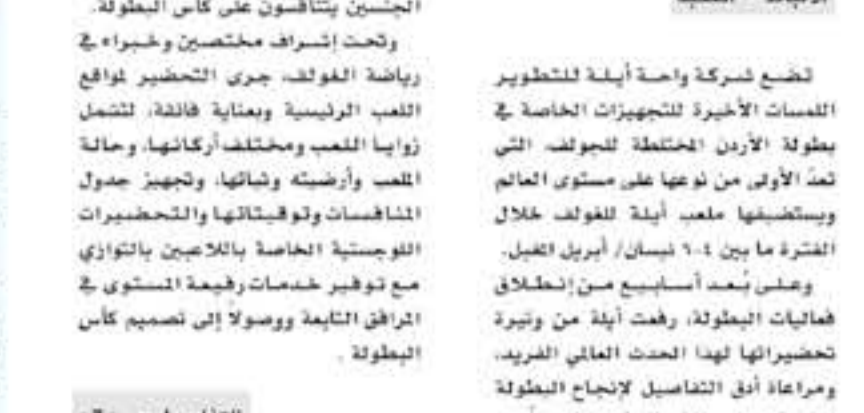 تضع شركة واحة أيلة للتطوير
اللمسات الأخيرة للتجهيزات الخاصة في
بطولة الأردن المختلطة للجولف، التي
تعدّ الأولى من نوعها على مستوى العالم
ويستضيفها ملعب أيلة للغولف خلال
الفترة ما بين ٤-٦ نيسان/ أبريل المقبل.
وعلى بُعد أسابيع من إنطلاق
فعاليات البطولة، رفعت أيلة من وتيرة
تحضيراتها لهذا الحدث العالمي الفريد،
ومراعاة أدق التفاصيل لإنجاح البطولة
الجنسين يتنافسون على كأس البطولة.
وتحت إشراف مختصين وخبراء في
رياضة الغولف، جرى التحضير لمواقع
اللعب الرئيسية وبعناية فائقة، لتشمل
زوايا اللعب ومختلف أركانها، وحالة
الملعب وأرضيته وثباتها، وتجهيز جدول
المنافسات وتوقيتاتها والتحضيرات
اللوجستية الخاصة باللاعبين بالتوازي
مع توفير خدمات رفيعة المستوى في
المرافق التابعة ووصولاً إلى تصميم كأس
البطولة .